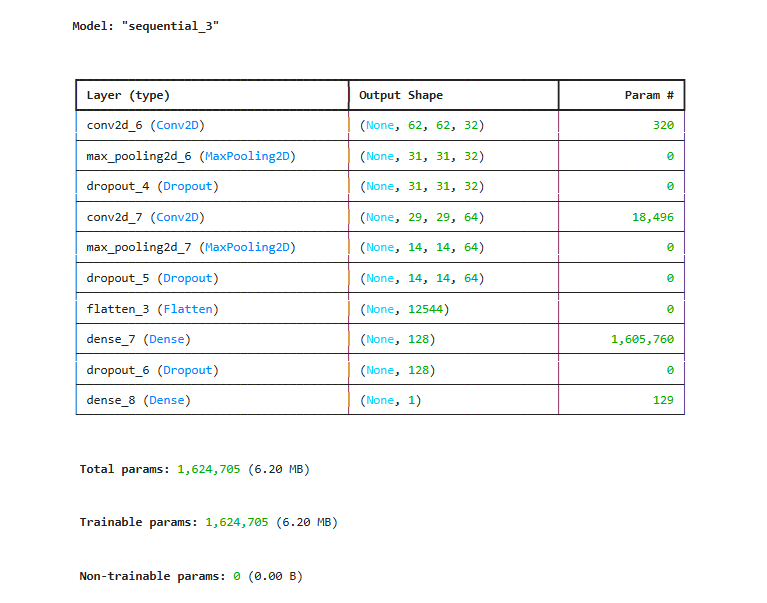 Model: "sequential_3"
Layer (type) Output Shape Param #
conv2d_6 (Conv2D) (None, 62, 62, 32) 320
max_pooling2d_6 (MaxPooling2D) (None, 31, 31, 32) 0
dropout_4 (Dropout) (None, 31, 31, 32) 0
conv2d_7 (Conv2D) (None, 29, 29, 64) 18,496
max_pooling2d_7 (MaxPooling2D) (None, 14, 14, 64) 0
dropout_5 (Dropout) (None, 14, 14, 64) 0
flatten_3 (Flatten) (None, 12544) 0
dense_7 (Dense) (None, 128) 1,605,760
dropout_6 (Dropout) (None, 128) 0
dense_8 (Dense) (None, 1) 129
Total params: 1,624,705 (6.20 MB)
Trainable params: 1,624,705 (6.20 MB)
Non-trainable params: 0 (0.00 B)